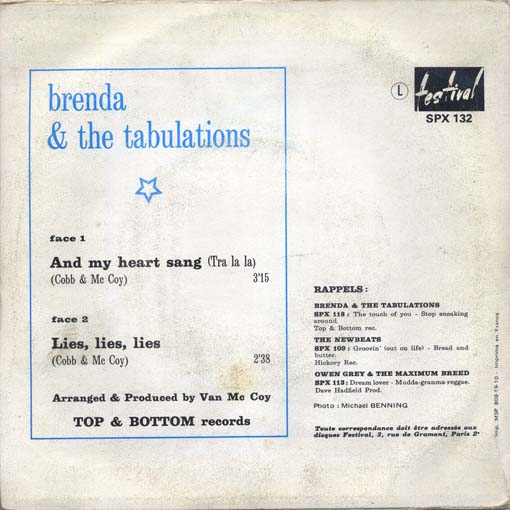 brenda
& the tabulations
face 1
And my heart sang (Tra la la)
(Cobb & Mc Coy) 3'15
face 2
Lies, lies, lies
(Cobb & Mc Coy) 2'38
Arranged & Produced by Van Mc Coy
TOP & BOTTOM records
L festival
SPX 132
RAPPELS :
BRENDA & THE TABULATIONS
SPX 118 : The touch of you - Stop sneaking
around
Top & Bottom rec.
THE NEWBEATS
SPX 109 : Groovin' (out on life) - Bread and
butter.
Hickory Rec.
OWEN GREY & THE MAXIMUM BREED
SPX 113 : Dream lover - Mudda-granma-reggae.
Dave Hadfield Prod.
Photo : Michael BENNING
Toute correspondance doit être adressée aux
disques Festival, 3, rue de Gramont, Paris 2e
Imp. MSP 808-19-10 - Imprimé en France